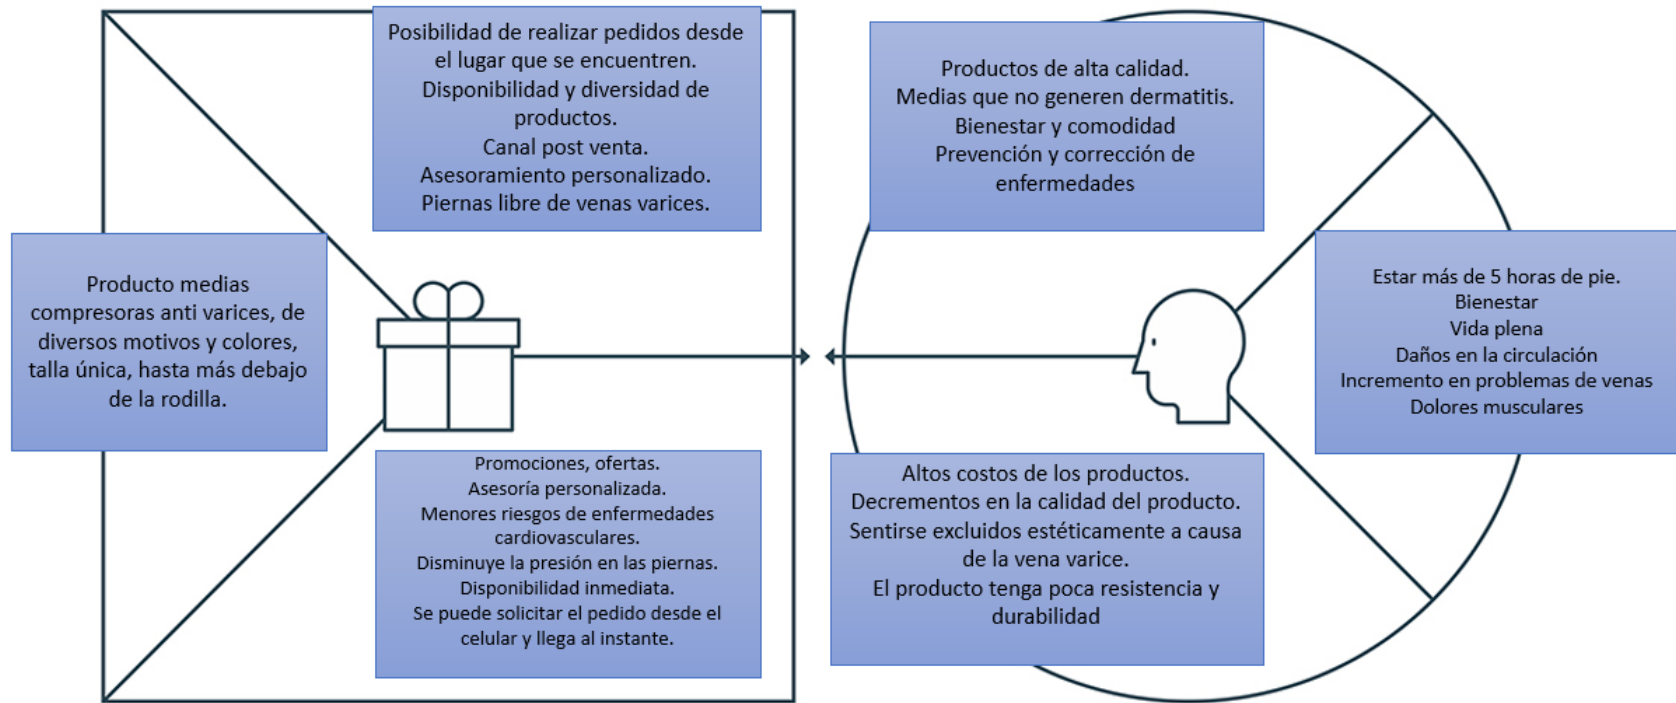 Posibilidad de realizar pedidos desde
el lugar que se encuentren.
Disponibilidad y diversidad de
productos.
Canal post venta.
Asesoramiento personalizado.
Piernas libre de venas varices.
Producto medias
compresoras anti varices, de
diversos motivos y colores,
talla única, hasta más debajo
de la rodilla.
Promociones, ofertas.
Asesoría personalizada.
Menores riesgos de enfermedades
cardiovasculares.
Disminuye la presión en las piernas.
Disponibilidad inmediata.
Se puede solicitar el pedido desde el
celular y llega al instante.
Productos de alta calidad.
Medias que no generen dermatitis.
Bienestar y comodidad
Prevención y corrección de
enfermedades
Estar más de 5 horas de pie.
Bienestar
Vida plena
Daños en la circulación
Incremento en problemas de venas
Dolores musculares
Altos costos de los productos.
Decrementos en la calidad del producto.
Sentirse excluidos estéticamente a causa
de la vena varice.
El producto tenga poca resistencia y
durabilidad